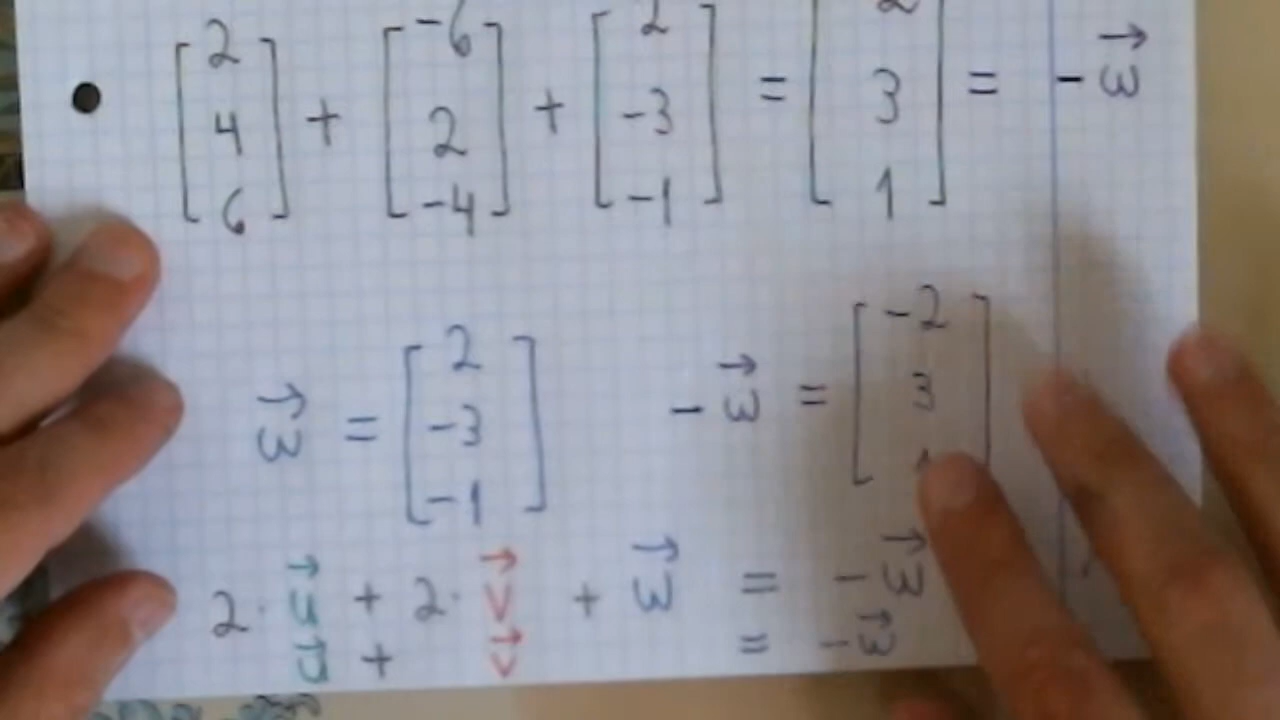 [2 4 6] + [-6 2 -4] + [2 -3 -1] = [2 3 1] = -w⃗
w⃗ = [2 -3 -1]
-w⃗ = [-2 3
2·u⃗ + 2·v⃗ + w⃗ = -w⃗
u⃗ + v⃗ = -w⃗